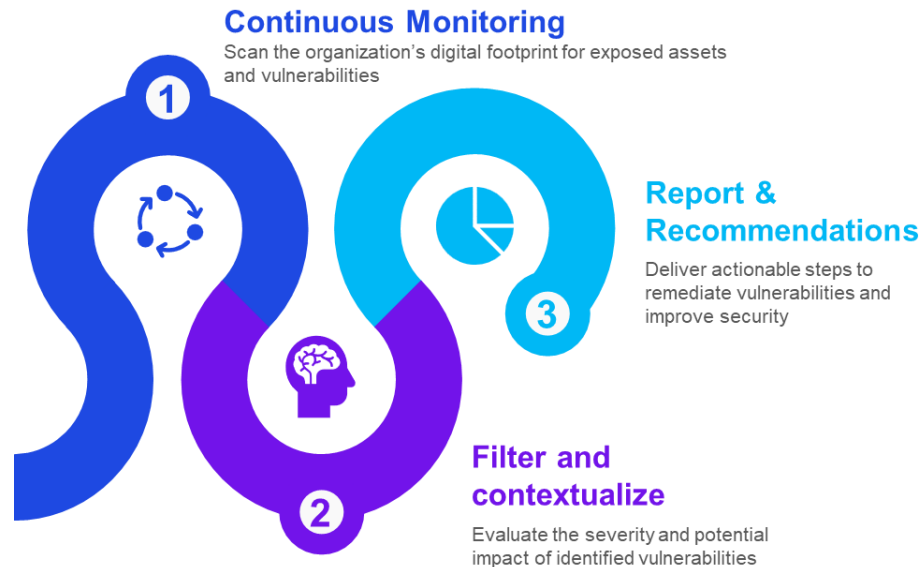 Continuous Monitoring
Scan the organization's digital footprint for exposed assets
and vulnerabilities
1
Report &
Recommendations
Deliver actionable steps to
remediate vulnerabilities and
improve security
3
Filter and
contextualize
2
Evaluate the severity and potential
impact of identified vulnerabilities